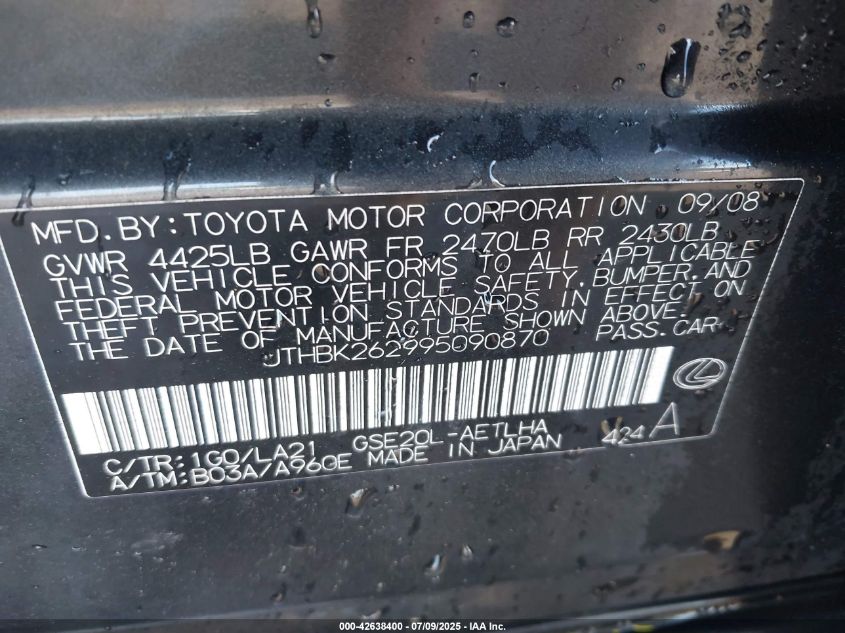 MFD. BY: TOYOTA MOTOR CORPORATION 09/08
GVWR 4425LB GAWR FR 2470LB RR 2430LB
THIS VEHICLE CONFORMS TO ALL APPLICABLE
FEDERAL MOTOR VEHICLE SAFETY, BUMPER, AND
THEFT PREVENTION STANDARDS IN EFFECT ON
THE DATE OF MANUFACTURE SHOWN ABOVE.
JTHBK262995090870 PASS. CAR
C/TR: 1G0/LA21 GSE20L-AETLHA 424 A
A/TM: B03A/A960E MADE IN JAPAN
000-42638400 - 07/09/2025 - IAA Inc.